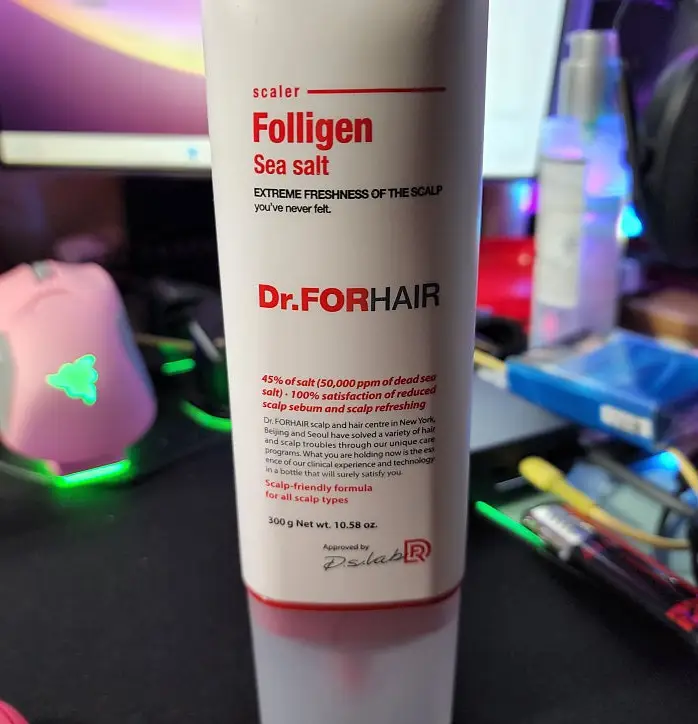 scaler
Folligen
Sea salt
EXTREME FRESHNESS OF THE SCALP
you've never felt.
Dr.FORHAIR
45% of salt (50,000 ppm of dead sea
salt) · 100% satisfaction of reduced
scalp sebum and scalp refreshing
Dr.FORHAIR scalp and hair centre in New York,
Beijing and Seoul have solved a variety of hair
and scalp troubles through our unique care
programs. What you are holding now is the ess
ence of our clinical experience and technology
in a bottle that will surely satisfy you.
Scalp-friendly formula
for all scalp types
300 g Net wt. 10.58 oz.
Approved by
D.s.lab